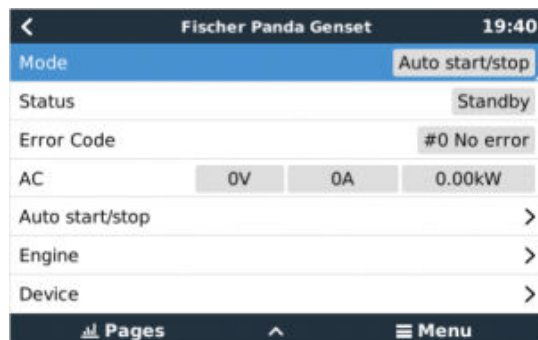 Fischer Panda Genset 19:40
Mode Auto start/stop
Status Standby
Error Code #0 No error
AC 0V 0A 0.00kW
Auto start/stop
Engine
Device
Pages Menu